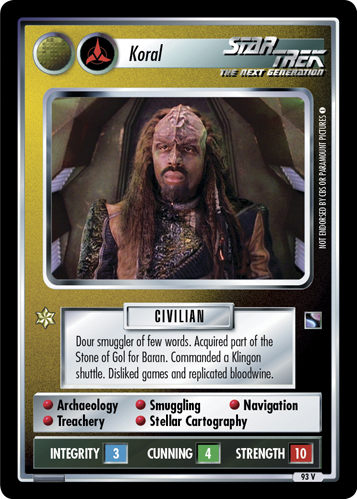 Koral
STAR TREK
THE NEXT GENERATION
NOT ENDORSED BY CBS OR PARAMOUNT PICTURES
CIVILIAN
Dour smuggler of few words. Acquired part of the
Stone of Gol for Baran. Commanded a Klingon
shuttle. Disliked games and replicated bloodwine.
• Archaeology • Smuggling • Navigation
• Treachery • Stellar Cartography
INTEGRITY 3 CUNNING 4 STRENGTH 10
93 V